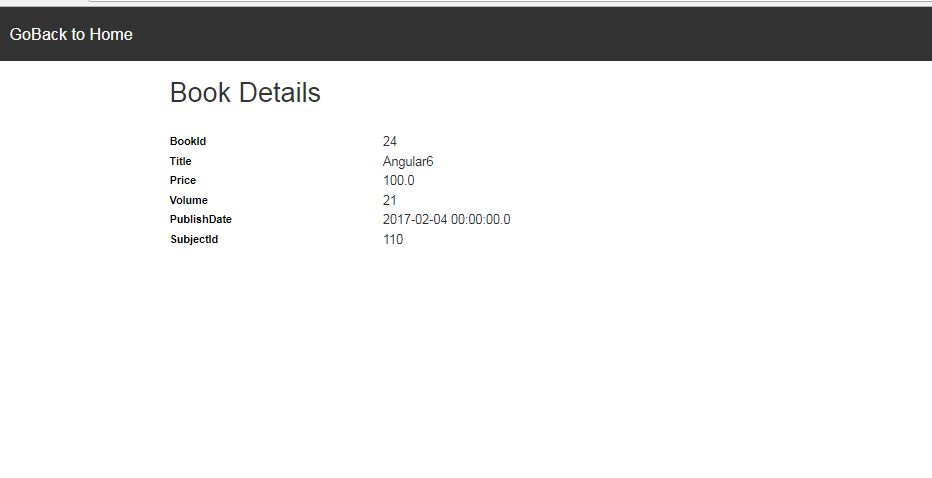 GoBack to Home
Book Details
BookId 24
Title Angular6
Price 100.0
Volume 21
PublishDate 2017-02-04 00:00:00.0
SubjectId 110